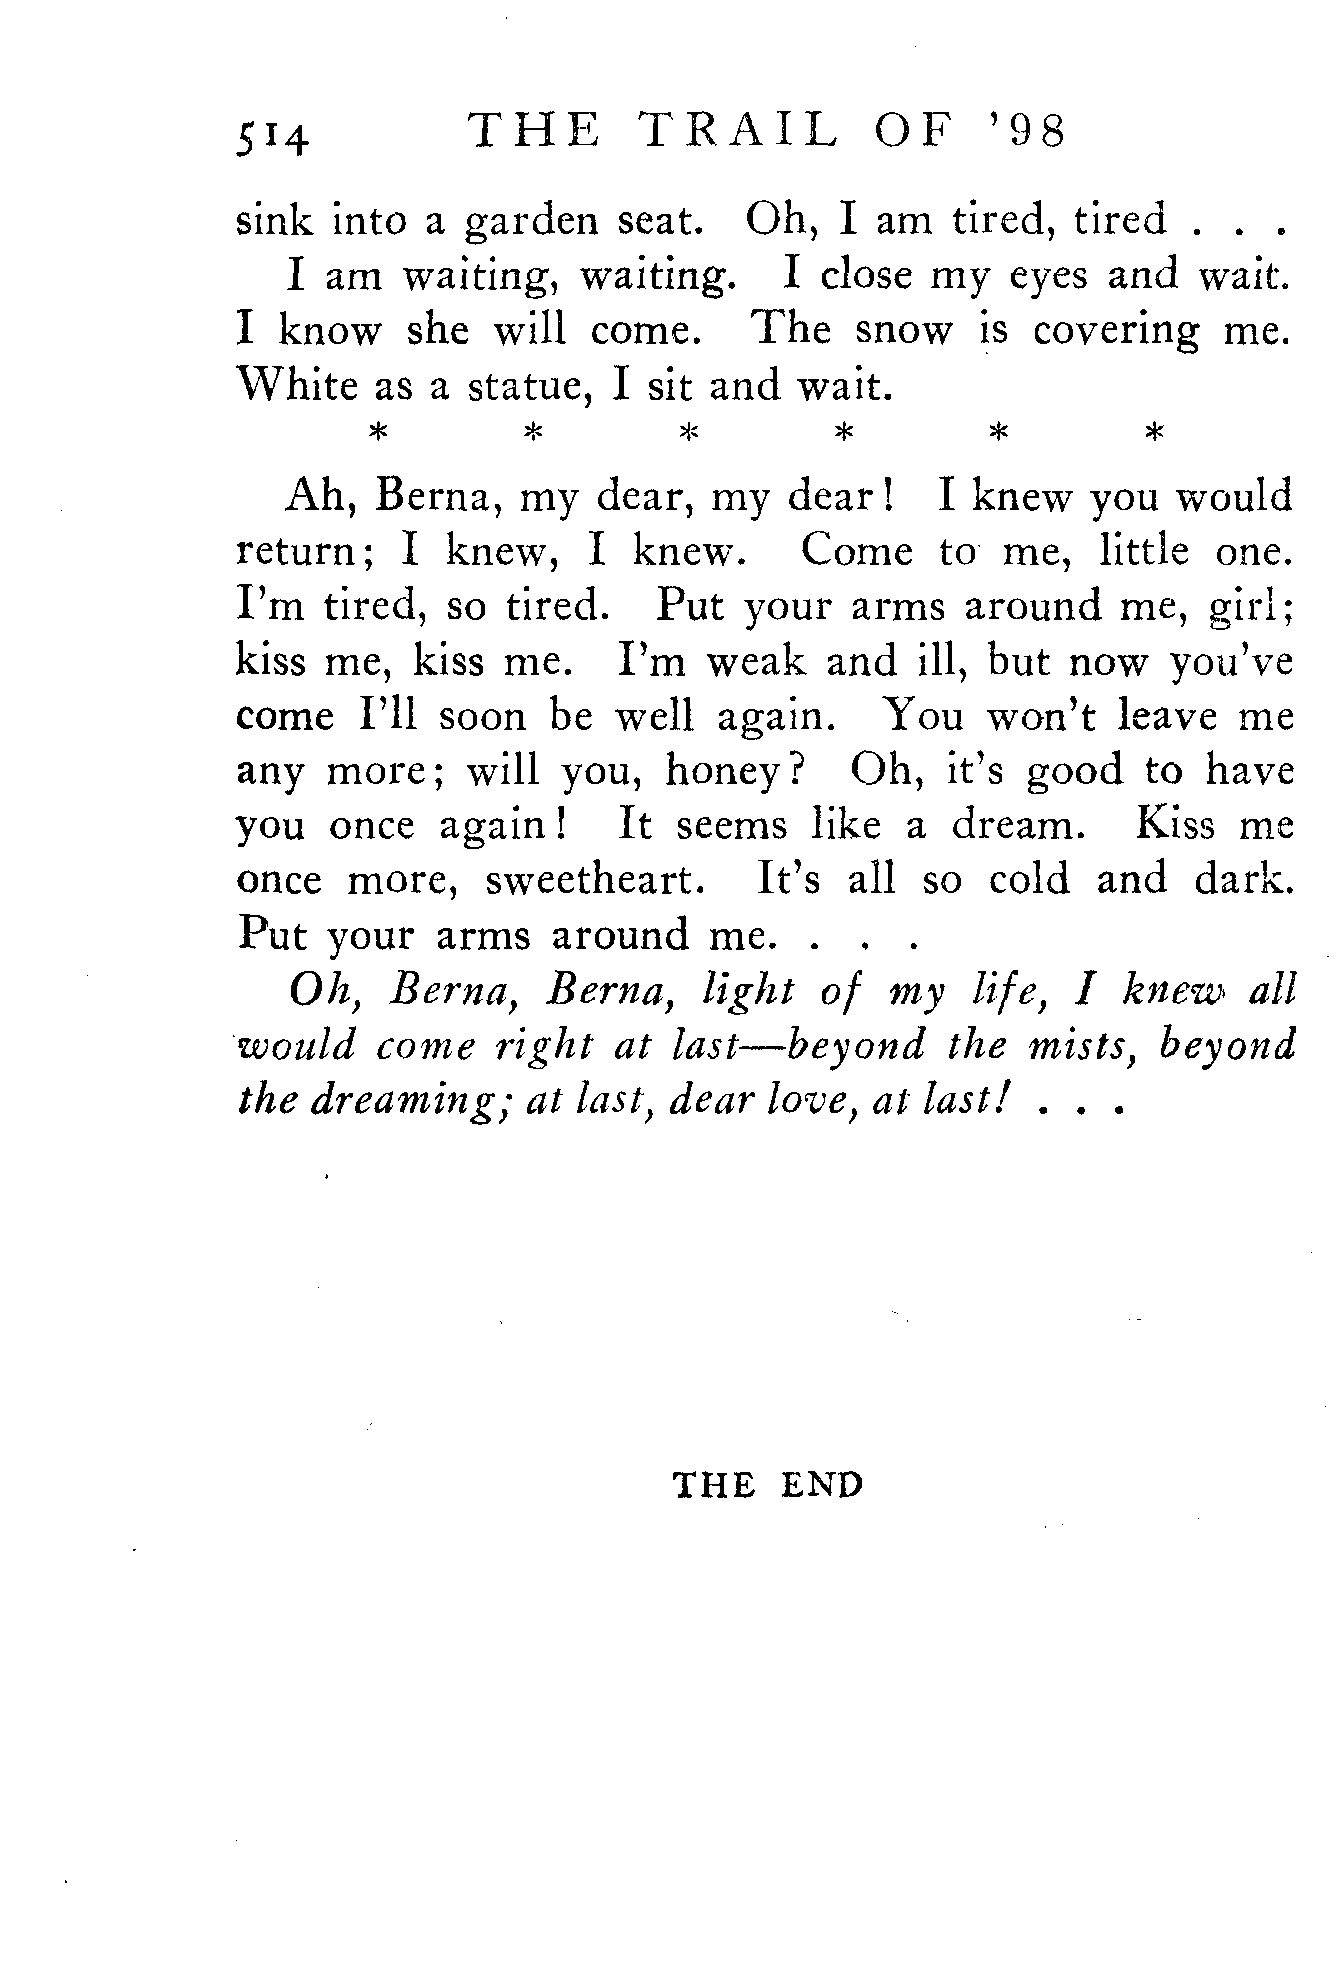 514 THE TRAIL OF '98
sink into a garden seat. Oh, I am tired, tired . . .
I am waiting, waiting. I close my eyes and wait.
I know she will come. The snow is covering me.
White as a statue, I sit and wait.
* * * * * *
Ah, Berna, my dear, my dear! I knew you would
return; I knew, I knew. Come to me, little one.
I'm tired, so tired. Put your arms around me, girl;
kiss me, kiss me. I'm weak and ill, but now you've
come I'll soon be well again. You won't leave me
any more; will you, honey? Oh, it's good to have
you once again! It seems like a dream. Kiss me
once more, sweetheart. It's all so cold and dark.
Put your arms around me. . . .
Oh, Berna, Berna, light of my life, I knew all
would come right at last—beyond the mists, beyond
the dreaming; at last, dear love, at last! . . .
THE END